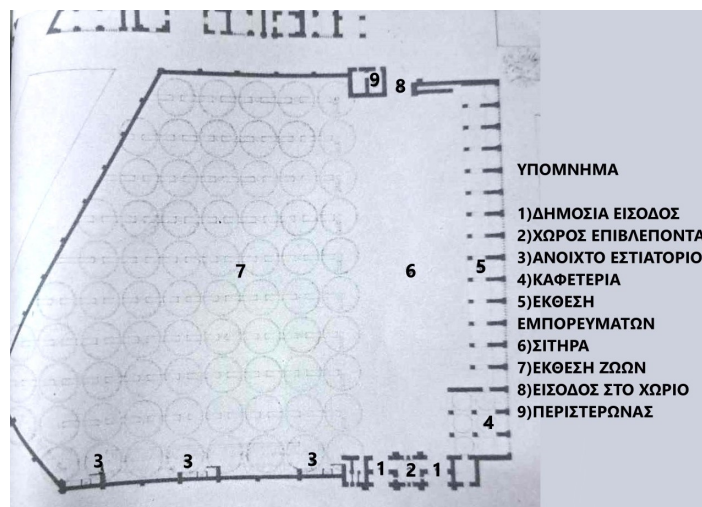 9
8
7
6
5
4
3
3
3
1
2
1
ΥΠΟΜΝΗΜΑ
1)ΔΗΜΟΣΙΑ ΕΙΣΟΔΟΣ
2)ΧΩΡΟΣ ΕΠΙΒΛΕΠΟΝΤΑ
3)ΑΝΟΙΧΤΟ ΕΣΤΙΑΤΟΡΙΟ
4)ΚΑΦΕΤΕΡΙΑ
5)ΕΚΘΕΣΗ
ΕΜΠΟΡΕΥΜΑΤΩΝ
6)ΣΙΤΗΡΑ
7)ΕΚΘΕΣΗ ΖΩΩΝ
8)ΕΙΣΟΔΟΣ ΣΤΟ ΧΩΡΙΟ
9)ΠΕΡΙΣΤΕΡΩΝΑΣ